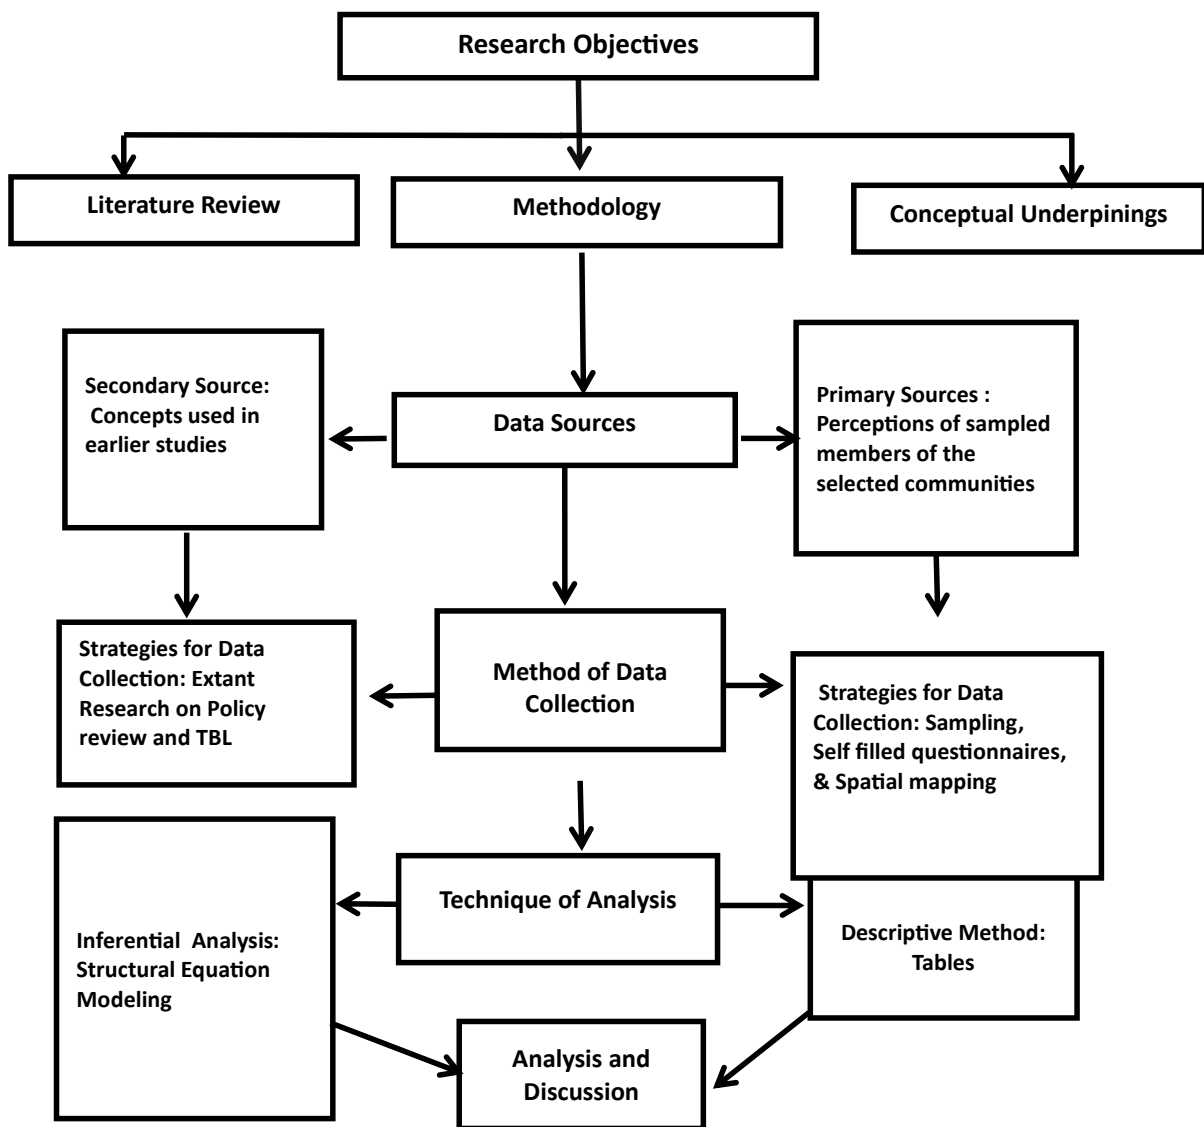 Research Objectives
Literature Review
Methodology
Conceptual Underpinings
Secondary Source:
Concepts used in
earlier studies
Data Sources
Primary Sources :
Perceptions of sampled
members of the
selected communities
Strategies for Data
Collection: Extant
Research on Policy
review and TBL
Method of Data
Collection
Strategies for Data
Collection: Sampling,
Self filled questionnaires,
& Spatial mapping
Inferential Analysis:
Structural Equation
Modeling
Technique of Analysis
Descriptive Method:
Tables
Analysis and
Discussion